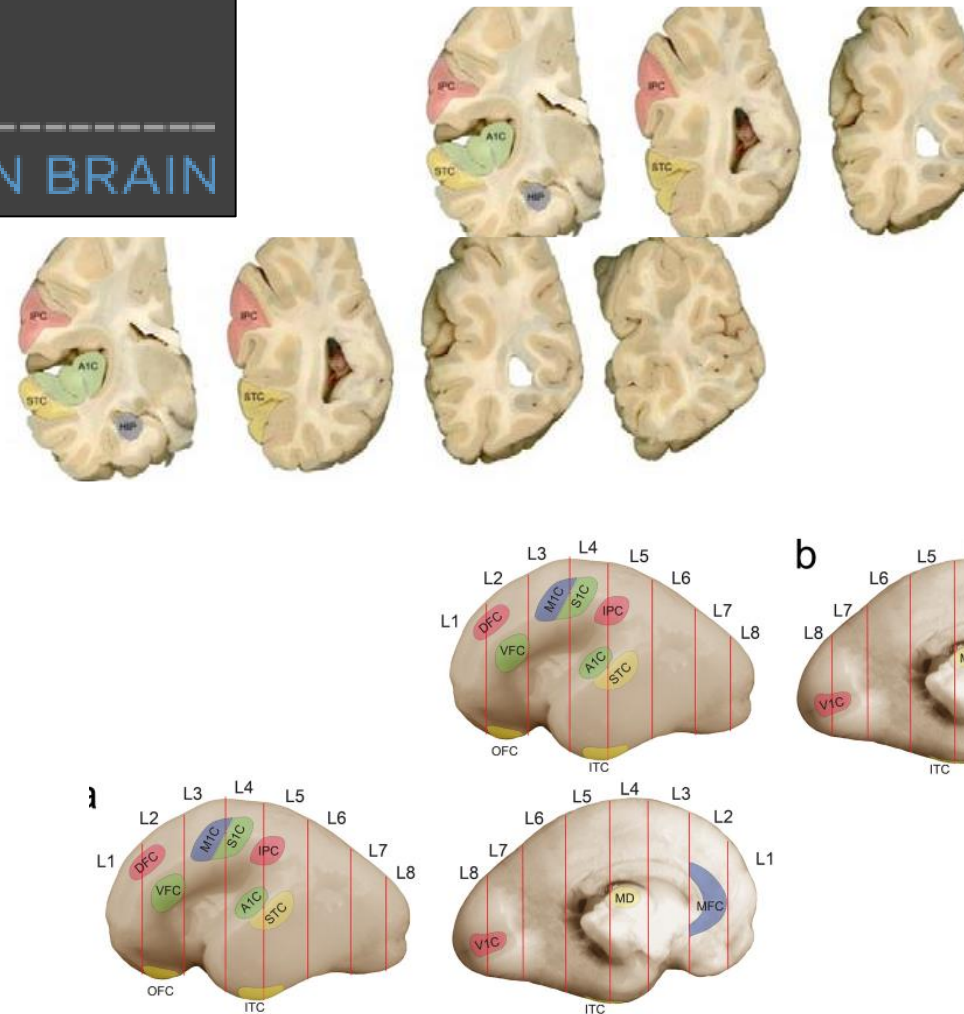 N BRAIN
IPC
A1C
STC
HIP
IPC
STC
IPC
A1C
STC
HIP
IPC
STC
L1
L2
L3
L4
L5
L6
L7
L8
DFC
VFC
M1C
S1C
IPC
A1C
STC
OFC
ITC
b
L8
L7
L6
L5
V1C
ITC
L1
L2
L3
L4
L5
L6
L7
L8
DFC
VFC
M1C
S1C
IPC
A1C
STC
OFC
ITC
L8
L7
L6
L5
L4
L3
L2
L1
MD
MFC
V1C
ITC